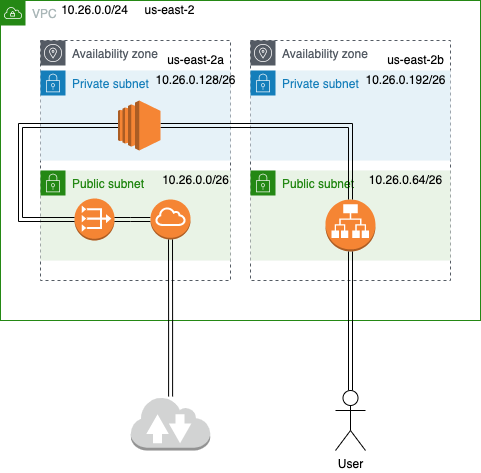 VPC 10.26.0.0/24 us-east-2
Availability zone
us-east-2a
Private subnet 10.26.0.128/26
Public subnet 10.26.0.0/26
Availability zone
us-east-2b
Private subnet 10.26.0.192/26
Public subnet 10.26.0.64/26
User